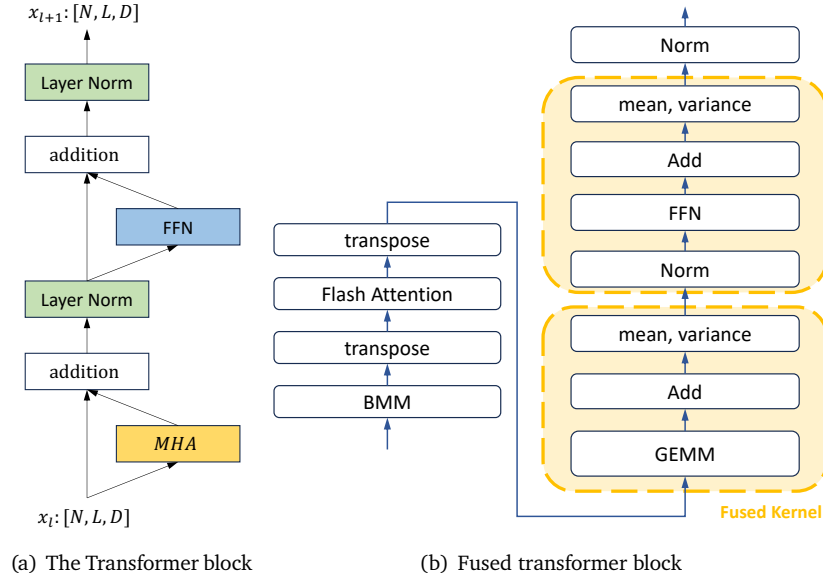 x_{l+1}: [N, L, D]
Layer Norm
addition
FFN
Layer Norm
addition
MHA
x_l: [N, L, D]
(a) The Transformer block
transpose
Flash Attention
transpose
BMM
Norm
mean, variance
Add
FFN
Norm
mean, variance
Add
GEMM
Fused Kernel
(b) Fused transformer block